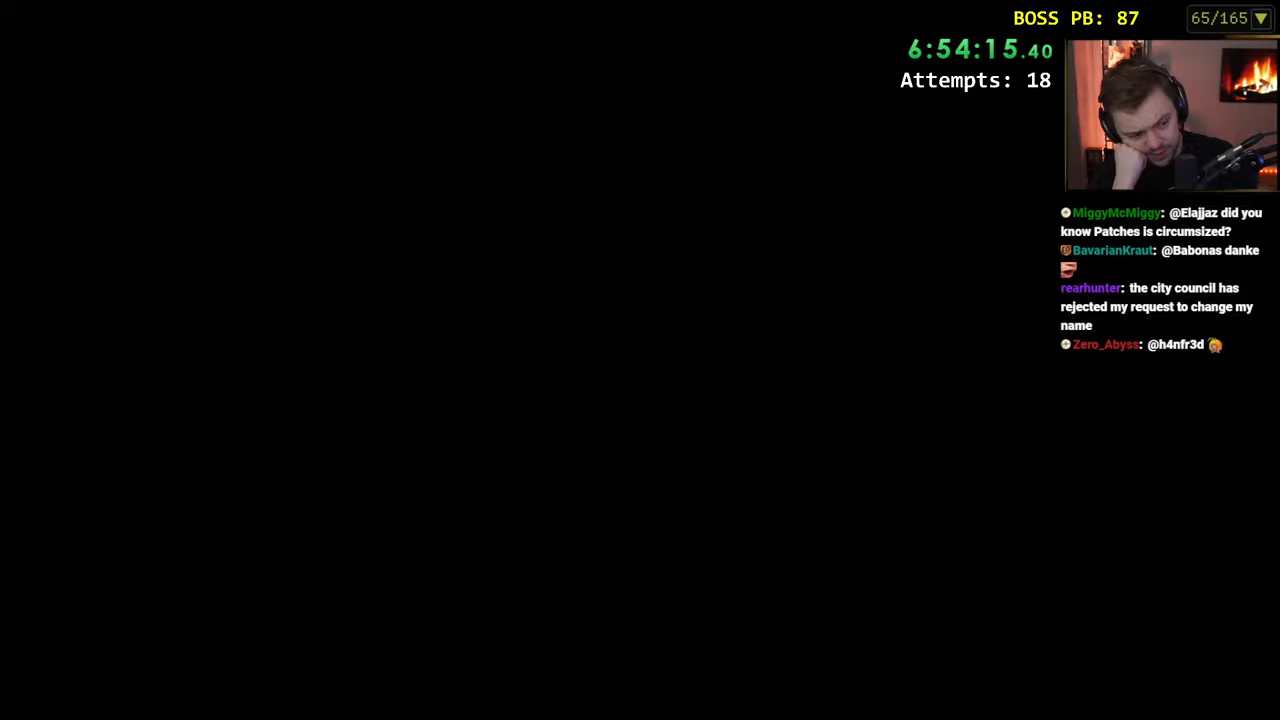 BOSS PB: 87
65/165
6:54:15.40
Attempts: 18
MiggyMcMiggy: @Elajjaz did you
know Patches is circumsized?
BavarianKraut: @Babonas danke
rearhunter: the city council has
rejected my request to change my
name
Zero_Abyss: @h4nfr3d